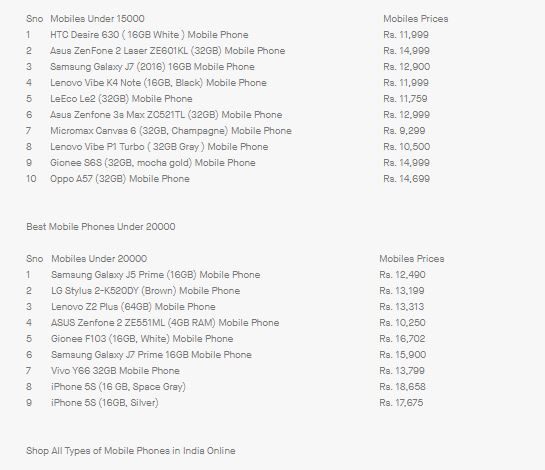 Sno Mobiles Under 15000 Mobiles Prices
1 HTC Desire 630 ( 16GB White ) Mobile Phone Rs. 11,999
2 Asus ZenFone 2 Laser ZE601KL (32GB) Mobile Phone Rs. 14,999
3 Samsung Galaxy J7 (2016) 16GB Mobile Phone Rs. 12,900
4 Lenovo Vibe K4 Note (16GB, Black) Mobile Phone Rs. 11,999
5 LeEco Le2 (32GB) Mobile Phone Rs. 11,759
6 Asus Zenfone 3s Max ZC521TL (32GB) Mobile Phone Rs. 12,999
7 Micromax Canvas 6 (32GB, Champagne) Mobile Phone Rs. 9,299
8 Lenovo Vibe P1 Turbo ( 32GB Gray ) Mobile Phone Rs. 10,500
9 Gionee S6S (32GB, mocha gold) Mobile Phone Rs. 14,999
10 Oppo A57 (32GB) Mobile Phone Rs. 14,699
Best Mobile Phones Under 20000
Sno Mobiles Under 20000 Mobiles Prices
1 Samsung Galaxy J5 Prime (16GB) Mobile Phone Rs. 12,490
2 LG Stylus 2-K520DY (Brown) Mobile Phone Rs. 13,199
3 Lenovo Z2 Plus (64GB) Mobile Phone Rs. 13,313
4 ASUS Zenfone 2 ZE551ML (4GB RAM) Mobile Phone Rs. 10,250
5 Gionee F103 (16GB, White) Mobile Phone Rs. 16,702
6 Samsung Galaxy J7 Prime 16GB Mobile Phone Rs. 15,900
7 Vivo Y66 32GB Mobile Phone Rs. 13,799
8 iPhone 5S (16 GB, Space Gray) Rs. 18,658
9 iPhone 5S (16GB, Silver) Rs. 17,675
Shop All Types of Mobile Phones in India Online